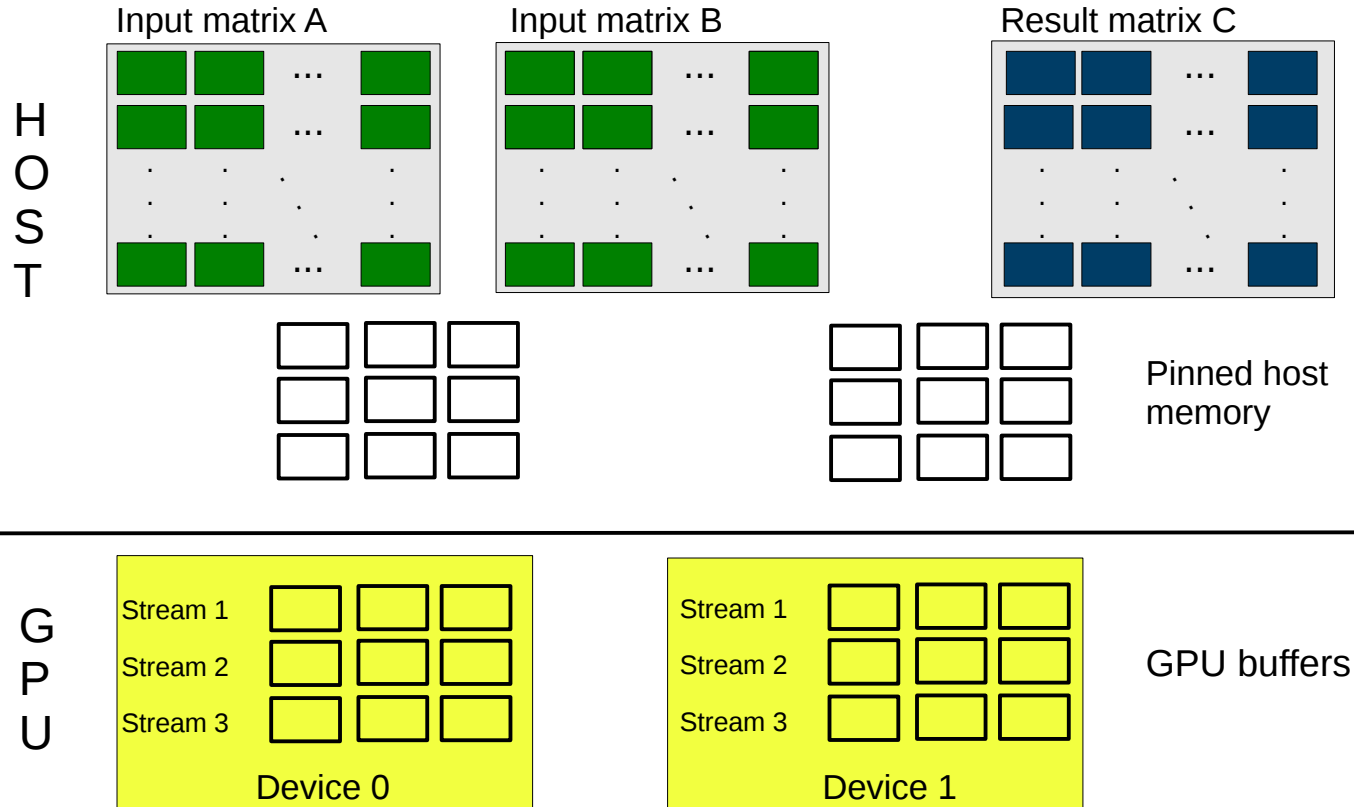 Input matrix A
Input matrix B
Result matrix C
...
...
...
...
...
...
...
...
...
H
O
S
T
Pinned host
memory
G
P
U
Stream 1
Stream 2
Stream 3
Device 0
Stream 1
Stream 2
Stream 3
Device 1
GPU buffers